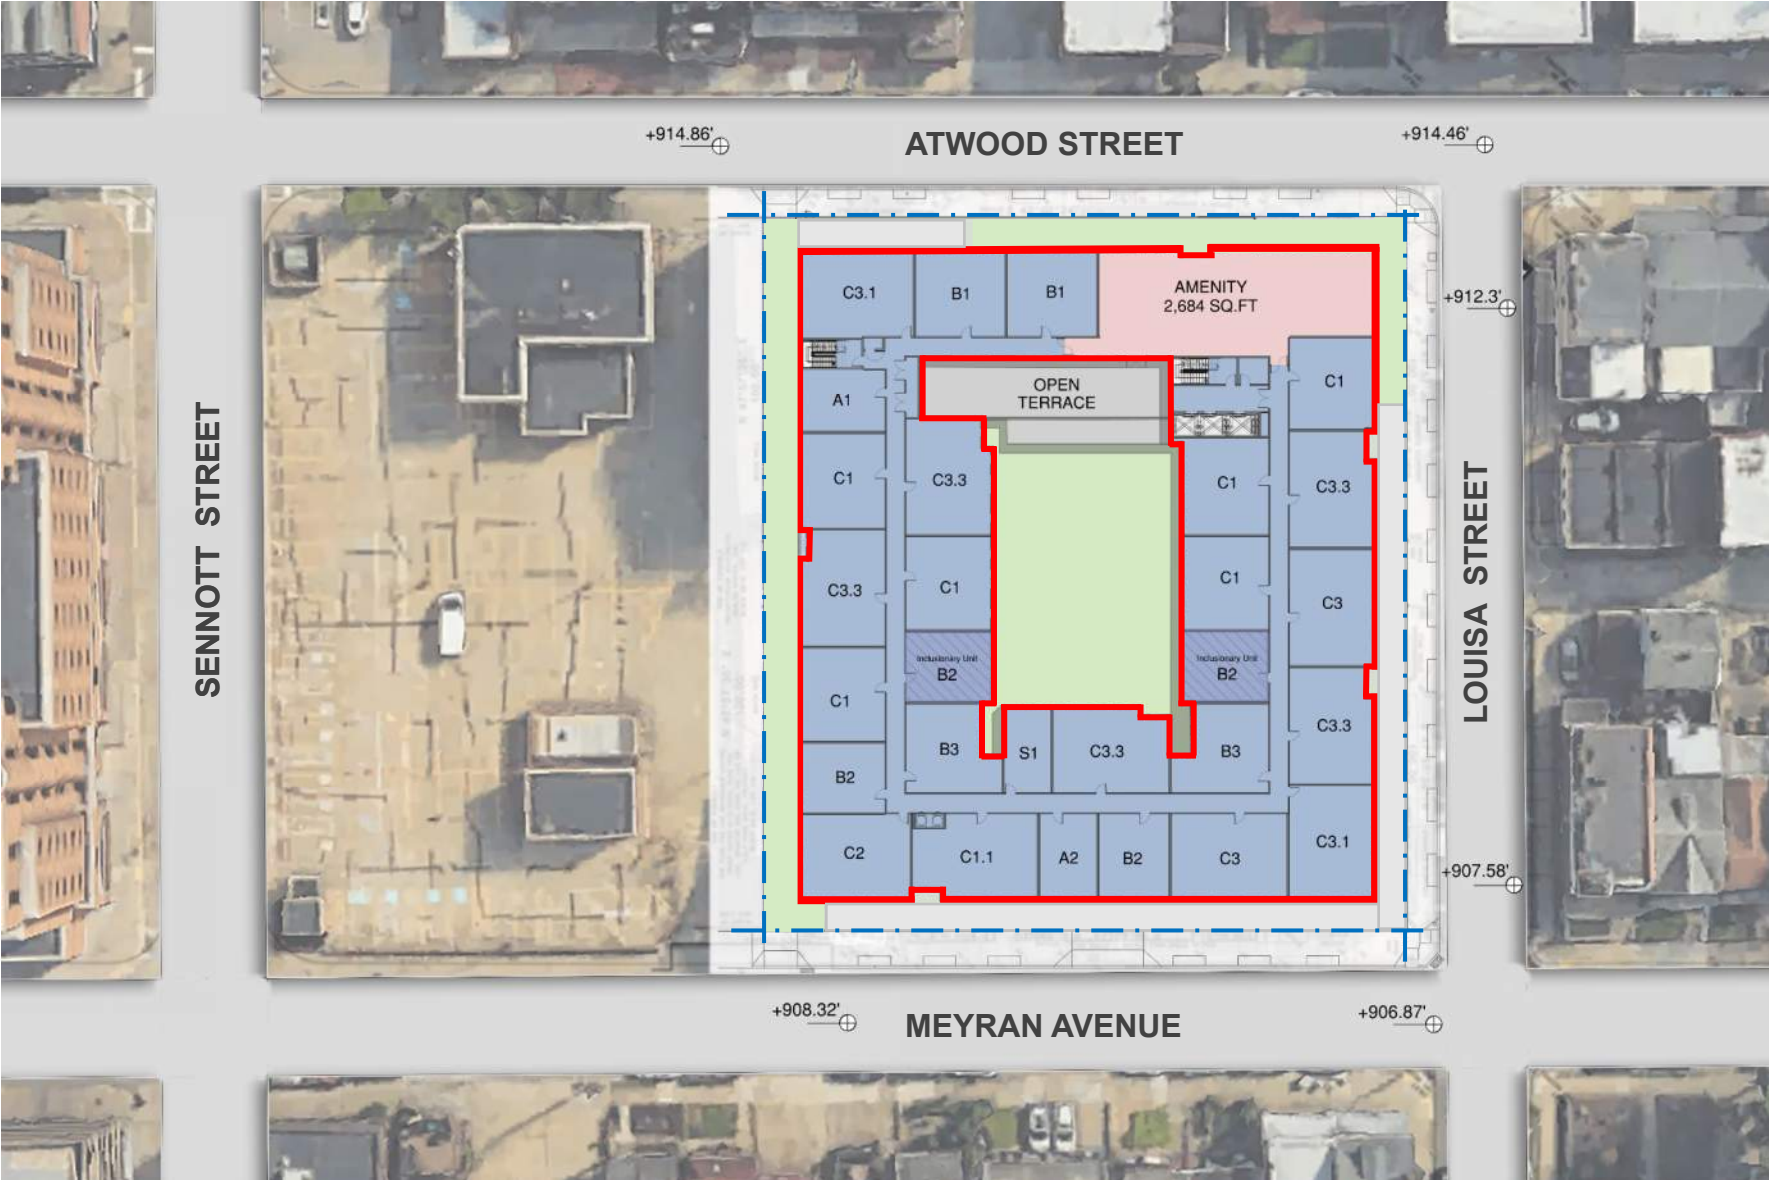 +914.86'
ATWOOD STREET
+914.46'
SENNOTT STREET
LOUISA STREET
+912.3'
+907.58'
C3.1
B1
B1
AMENITY
2,684 SQ.FT
OPEN
TERRACE
A1
C1
C1
C3.3
C1
C3.3
C3.3
C1
C1
C3
Inclusionary Unit
B2
Inclusionary Unit
B2
C1
C3.3
B3
S1
C3.3
B3
B2
C2
C1.1
A2
B2
C3
C3.1
+908.32'
MEYRAN AVENUE
+906.87'